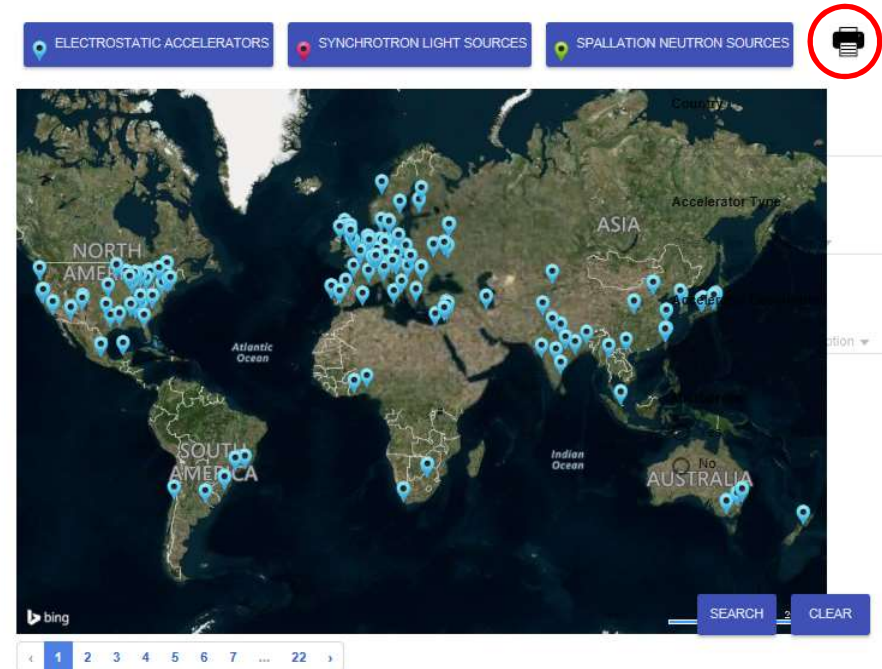 ELECTROSTATIC ACCELERATORS
SYNCHROTRON LIGHT SOURCES
SPALLATION NEUTRON SOURCES
Country
Accelerator Type
ASIA
NORTH
AMERICA
Atlantic
Ocean
SOUTH
AMERICA
Indian
Ocean
No
AUSTRALIA
bing
SEARCH
CLEAR
‹ 1 2 3 4 5 6 7 ... 22 ›